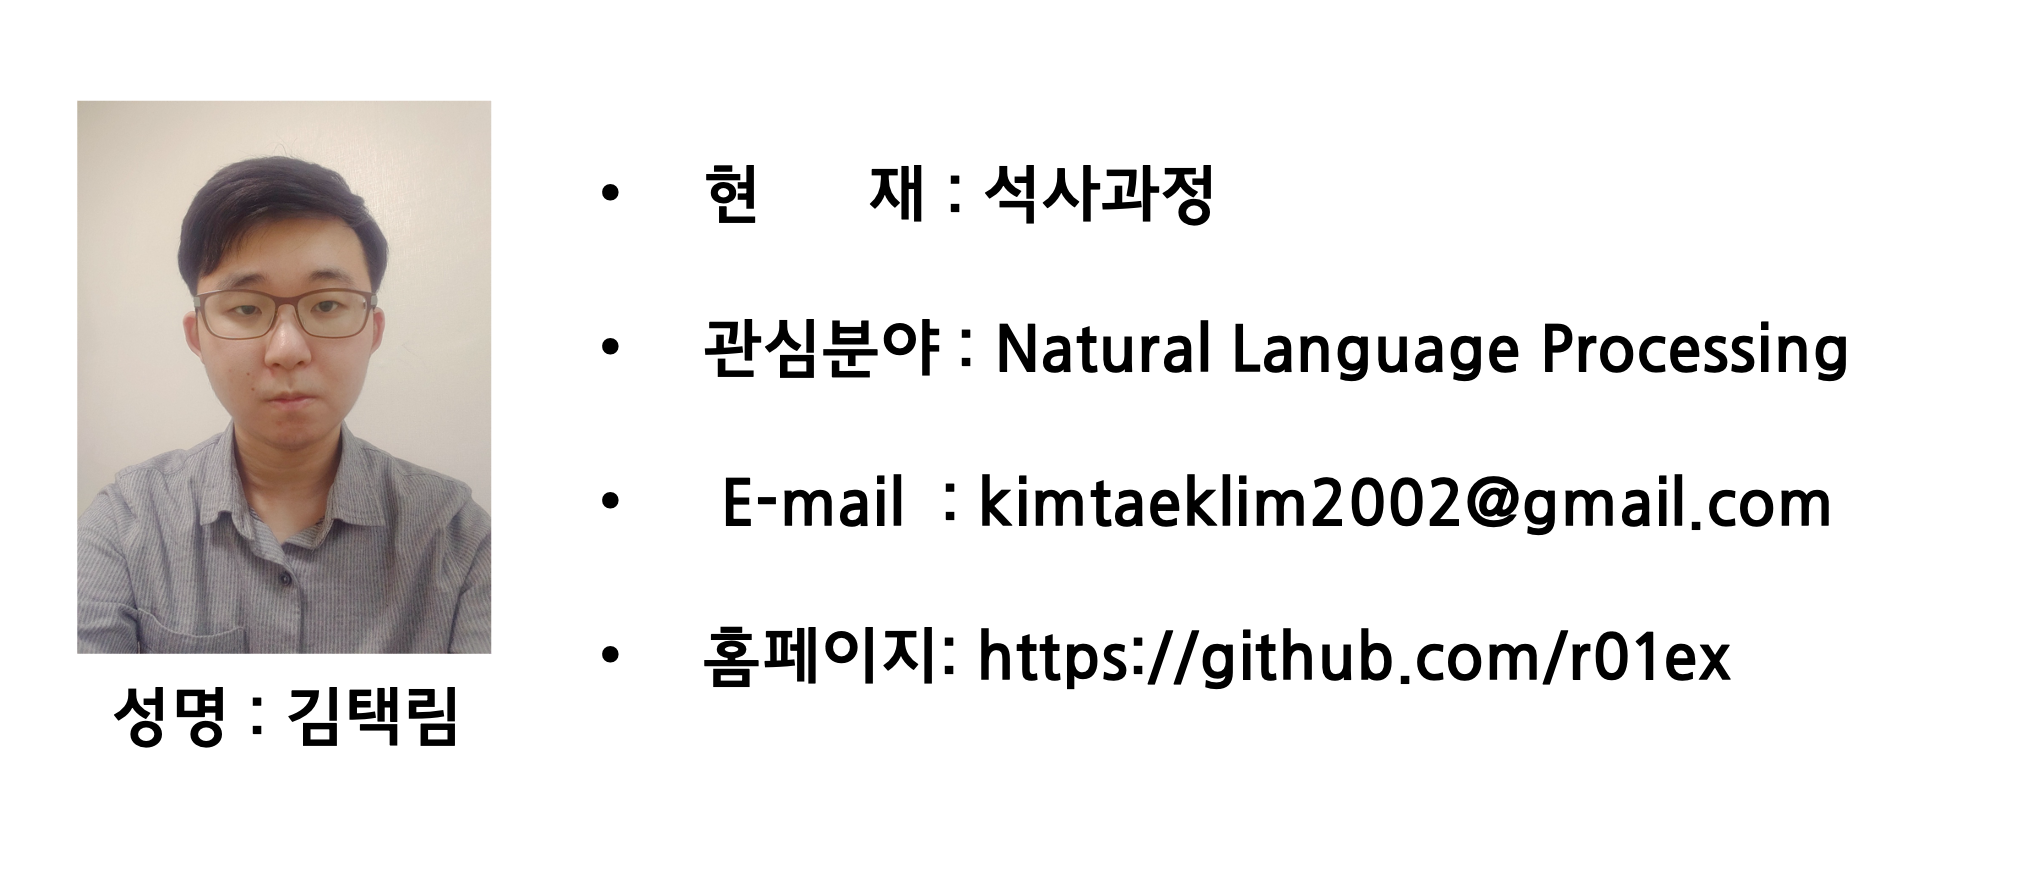 • 현 재 : 석사과정
• 관심분야 : Natural Language Processing
• E-mail : kimtaeklim2002@gmail.com
• 홈페이지: https://github.com/r01ex
성명 : 김택림